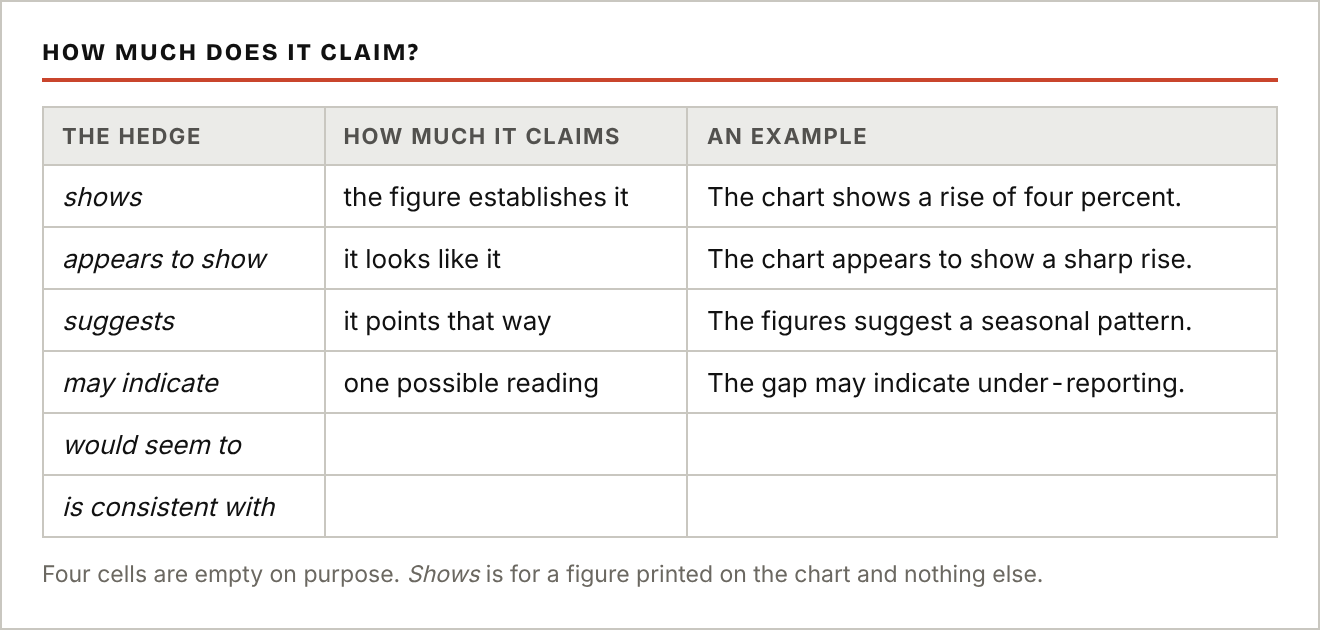 HOW MUCH DOES IT CLAIM?
THE HEDGE HOW MUCH IT CLAIMS AN EXAMPLE
shows the figure establishes it The chart shows a rise of four percent.
appears to show it looks like it The chart appears to show a sharp rise.
suggests it points that way The figures suggest a seasonal pattern.
may indicate one possible reading The gap may indicate under-reporting.
would seem to
is consistent with
Four cells are empty on purpose. Shows is for a figure printed on the chart and nothing else.